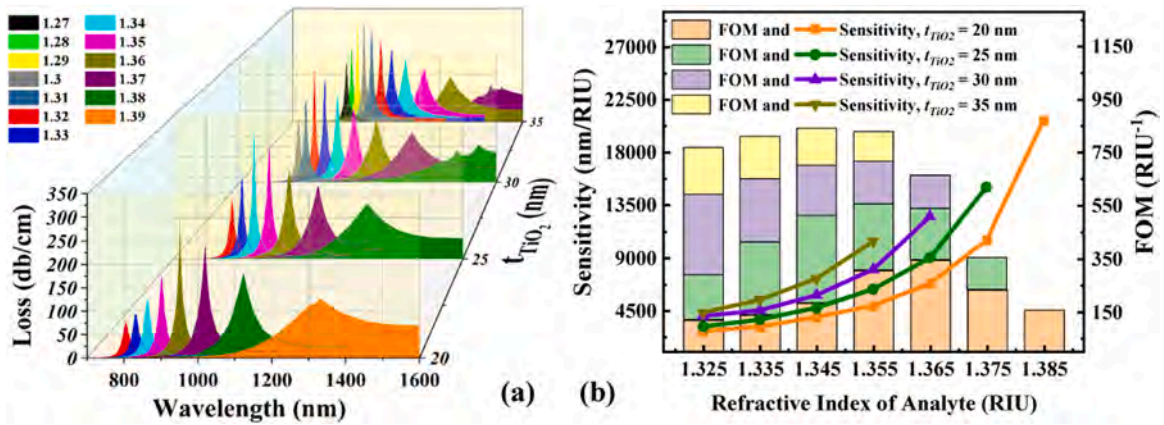 1.27 1.34
1.28 1.35
1.29 1.36
1.3 1.37
1.31 1.38
1.32 1.39
1.33
350
300
250
200
150
100
50
0
Loss (db/cm)
800 1000 1200 1400 1600
Wavelength (nm)
20
25
30
35
t_TiO2 (nm)
(a)
(b)
FOM and Sensitivity, t_TiO2 = 20 nm
FOM and Sensitivity, t_TiO2 = 25 nm
FOM and Sensitivity, t_TiO2 = 30 nm
FOM and Sensitivity, t_TiO2 = 35 nm
27000
22500
18000
13500
9000
4500
Sensitivity (nm/RIU)
1150
950
750
550
350
150
FOM (RIU⁻¹)
1.325 1.335 1.345 1.355 1.365 1.375 1.385
Refractive Index of Analyte (RIU)